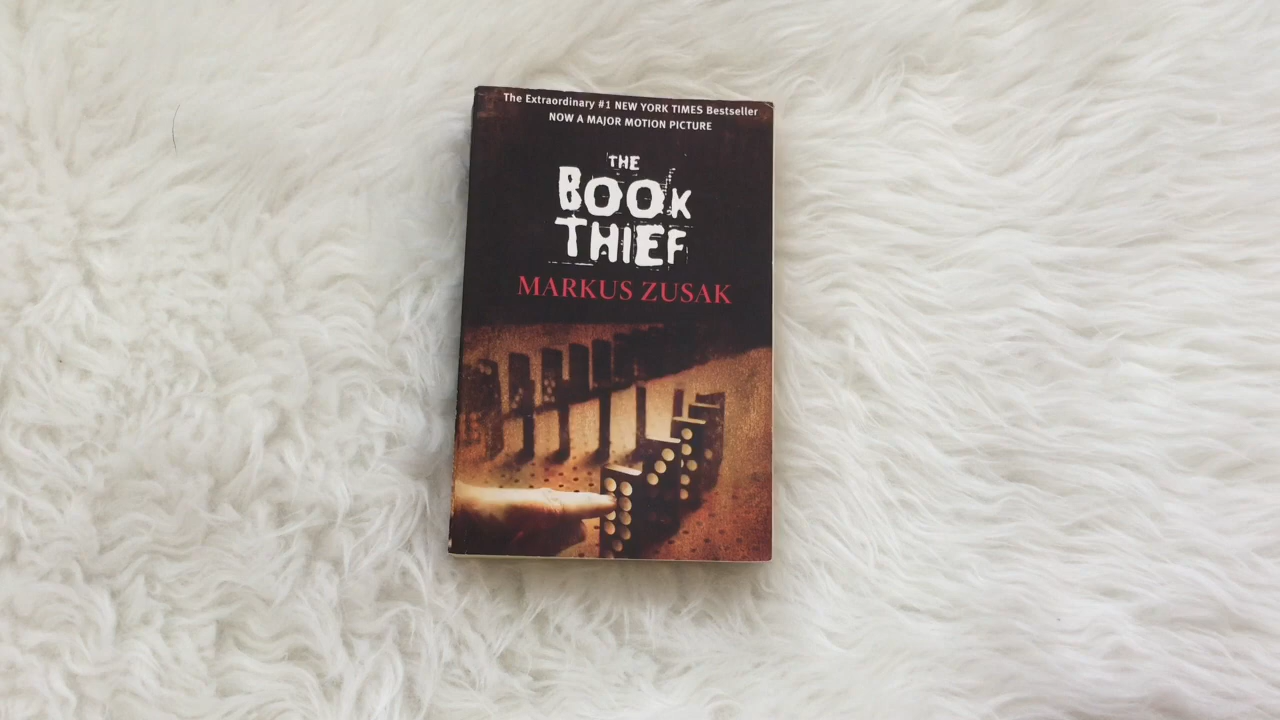 The Extraordinary #1 NEW YORK TIMES Bestseller
NOW A MAJOR MOTION PICTURE
THE
BOOK
THIEF
MARKUS ZUSAK